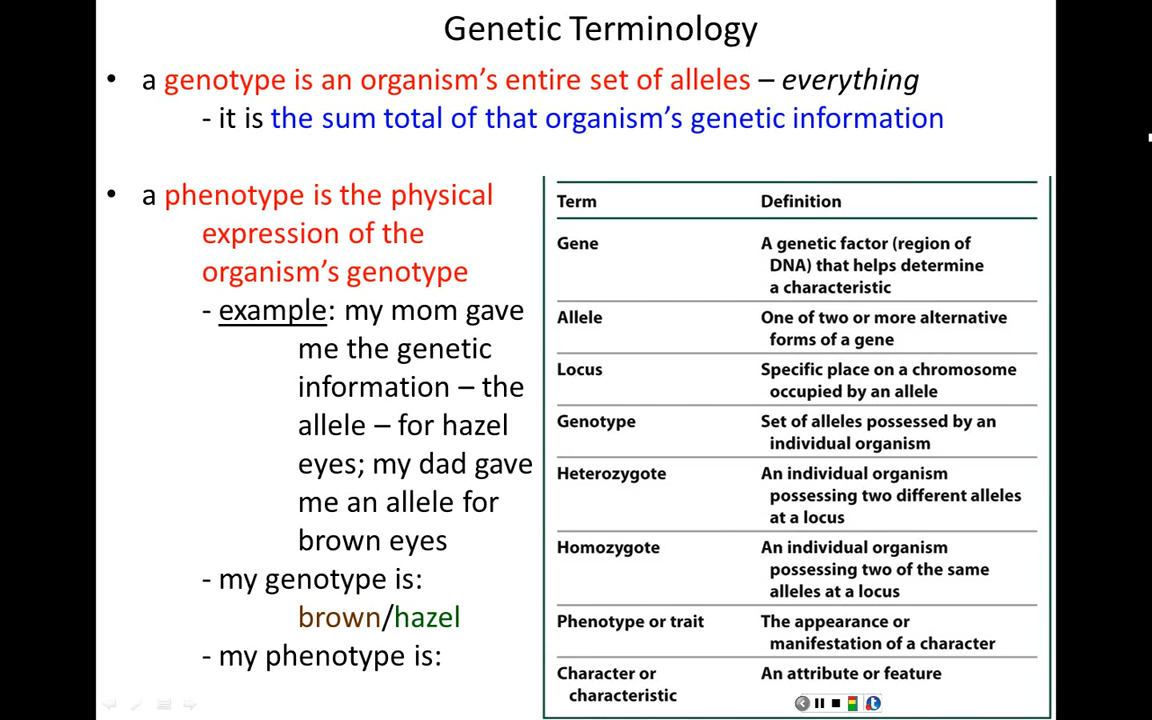 Genetic Terminology
• a genotype is an organism’s entire set of alleles – everything
- it is the sum total of that organism’s genetic information
• a phenotype is the physical
expression of the
organism’s genotype
- example: my mom gave
me the genetic
information – the
allele – for hazel
eyes; my dad gave
me an allele for
brown eyes
- my genotype is:
brown/hazel
- my phenotype is:
Term Definition
Gene A genetic factor (region of
DNA) that helps determine
a characteristic
Allele One of two or more alternative
forms of a gene
Locus Specific place on a chromosome
occupied by an allele
Genotype Set of alleles possessed by an
individual organism
Heterozygote An individual organism
possessing two different alleles
at a locus
Homozygote An individual organism
possessing two of the same
alleles at a locus
Phenotype or trait The appearance or
manifestation of a character
Character or An attribute or feature
characteristic